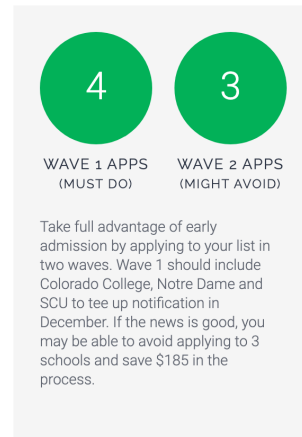 4 3
WAVE 1 APPS WAVE 2 APPS
(MUST DO) (MIGHT AVOID)
Take full advantage of early
admission by applying to your list in
two waves. Wave 1 should include
Colorado College, Notre Dame and
SCU to tee up notification in
December. If the news is good, you
may be able to avoid applying to 3
schools and save $185 in the
process.